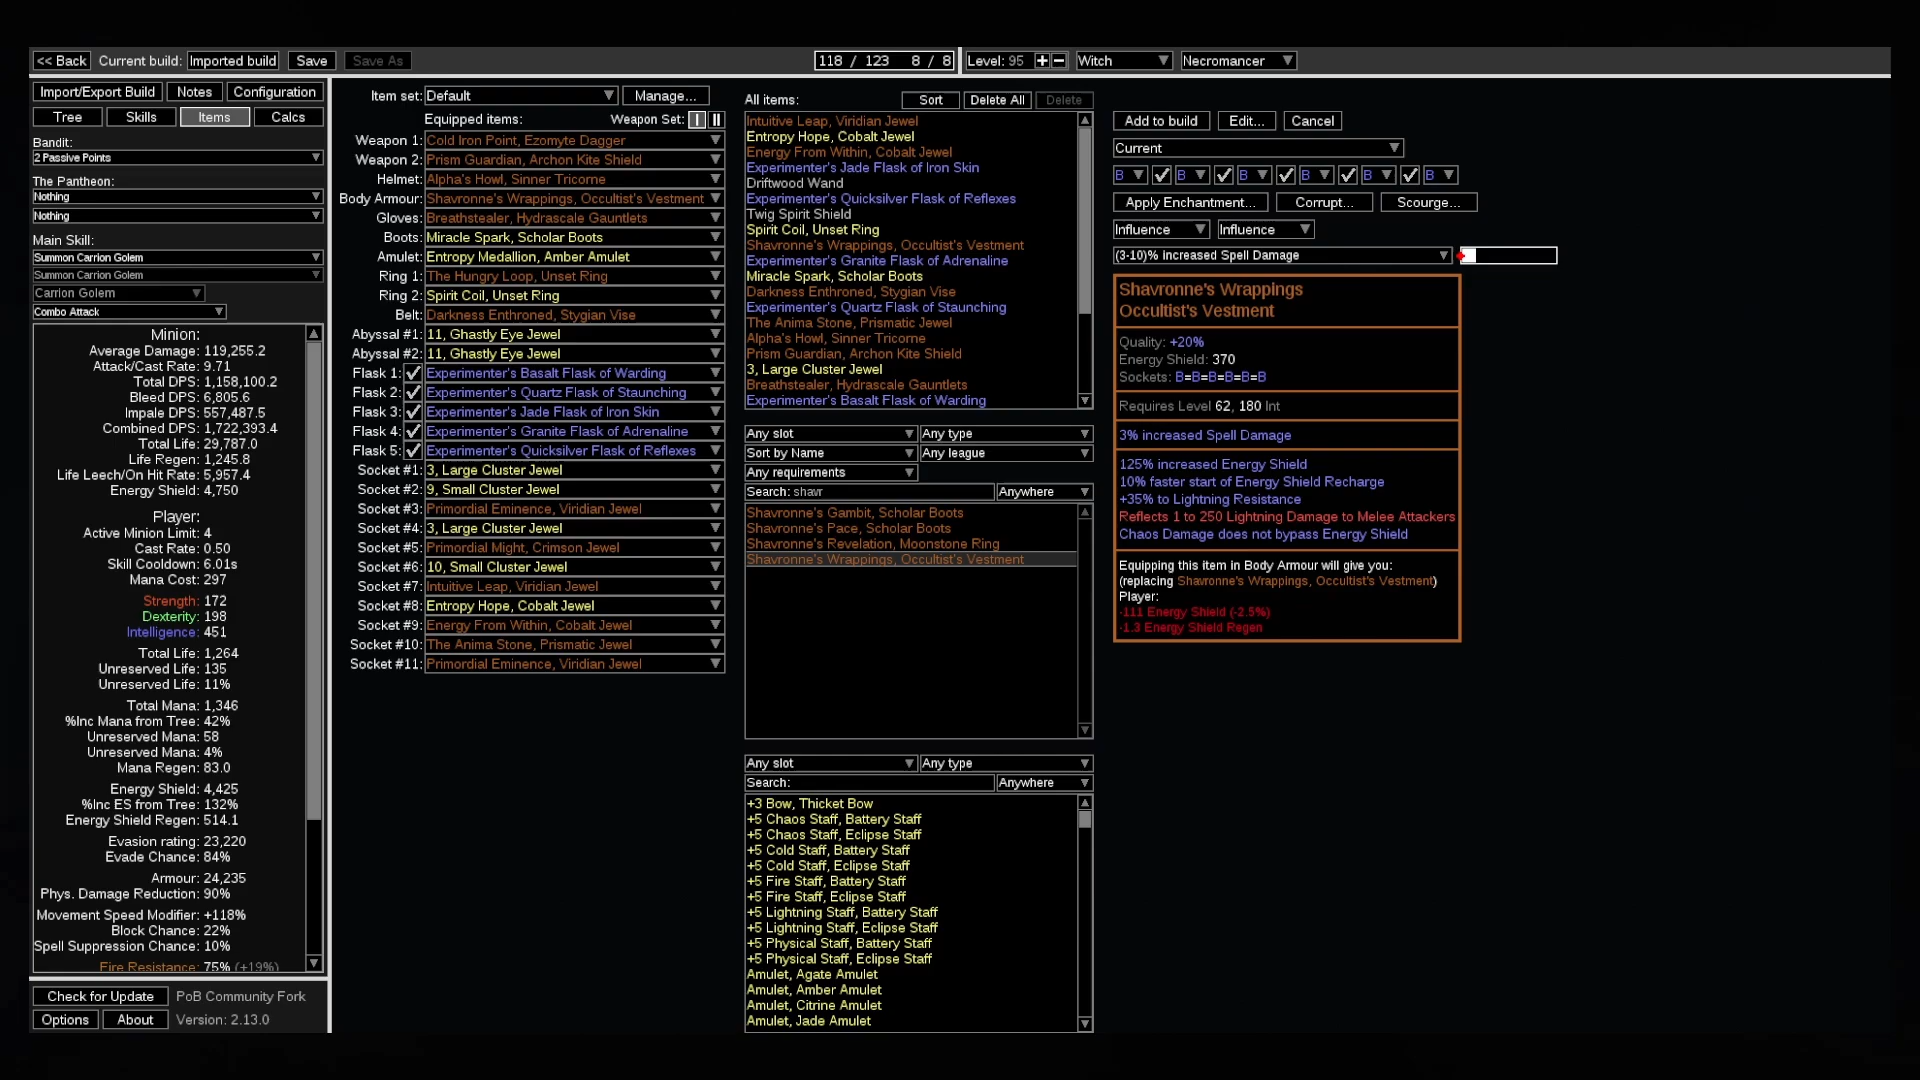 << Back Current build: Imported build Save Save As 118 / 123 8 / 8 Level: 95 Witch Necromancer
Import/Export Build Notes Configuration
Tree Skills Items Calcs
Bandit:
2 Passive Points
The Pantheon:
Nothing
Nothing
Main Skill:
Summon Carrion Golem
Summon Carrion Golem
Carrion Golem
Combo Attack
Minion:
Average Damage: 119,255.2
Attack/Cast Rate: 9.71
Total DPS: 1,158,100.2
Bleed DPS: 6,805.6
Impale DPS: 557,487.5
Combined DPS: 1,722,393.4
Total Life: 29,787.0
Life Regen: 1,245.8
Life Leech/On Hit Rate: 5,957.4
Energy Shield: 4,750
Player:
Active Minion Limit: 4
Cast Rate: 0.50
Skill Cooldown: 6.01s
Mana Cost: 297
Strength: 172
Dexterity: 198
Intelligence: 451
Total Life: 1,264
Unreserved Life: 135
Unreserved Life: 11%
Total Mana: 1,346
%Inc Mana from Tree: 42%
Unreserved Mana: 58
Unreserved Mana: 4%
Mana Regen: 83.0
Energy Shield: 4,425
%Inc ES from Tree: 132%
Energy Shield Regen: 514.1
Evasion rating: 23,220
Evade Chance: 84%
Armour: 24,235
Phys. Damage Reduction: 90%
Movement Speed Modifier: +118%
Block Chance: 22%
Spell Suppression Chance: 10%
Fire Resistance: 75% (+19%)
Check for Update PoB Community Fork
Options About Version: 2.13.0
Item set: Default Manage...
Equipped items: Weapon Set: I II
Weapon 1: Cold Iron Point, Ezomyte Dagger
Weapon 2: Prism Guardian, Archon Kite Shield
Helmet: Alpha's Howl, Sinner Tricorne
Body Armour: Shavronne's Wrappings, Occultist's Vestment
Gloves: Breathstealer, Hydrascale Gauntlets
Boots: Miracle Spark, Scholar Boots
Amulet: Entropy Medallion, Amber Amulet
Ring 1: The Hungry Loop, Unset Ring
Ring 2: Spirit Coil, Unset Ring
Belt: Darkness Enthroned, Stygian Vise
Abyssal #1: 11, Ghastly Eye Jewel
Abyssal #2: 11, Ghastly Eye Jewel
Flask 1: Experimenter's Basalt Flask of Warding
Flask 2: Experimenter's Quartz Flask of Staunching
Flask 3: Experimenter's Jade Flask of Iron Skin
Flask 4: Experimenter's Granite Flask of Adrenaline
Flask 5: Experimenter's Quicksilver Flask of Reflexes
Socket #1: 3, Large Cluster Jewel
Socket #2: 9, Small Cluster Jewel
Socket #3: Primordial Eminence, Viridian Jewel
Socket #4: 3, Large Cluster Jewel
Socket #5: Primordial Might, Crimson Jewel
Socket #6: 10, Small Cluster Jewel
Socket #7: Intuitive Leap, Viridian Jewel
Socket #8: Entropy Hope, Cobalt Jewel
Socket #9: Energy From Within, Cobalt Jewel
Socket #10: The Anima Stone, Prismatic Jewel
Socket #11: Primordial Eminence, Viridian Jewel
All items: Sort Delete All Delete
Intuitive Leap, Viridian Jewel
Entropy Hope, Cobalt Jewel
Energy From Within, Cobalt Jewel
Experimenter's Jade Flask of Iron Skin
Driftwood Wand
Experimenter's Quicksilver Flask of Reflexes
Twig Spirit Shield
Spirit Coil, Unset Ring
Shavronne's Wrappings, Occultist's Vestment
Experimenter's Granite Flask of Adrenaline
Miracle Spark, Scholar Boots
Darkness Enthroned, Stygian Vise
Experimenter's Quartz Flask of Staunching
The Anima Stone, Prismatic Jewel
Alpha's Howl, Sinner Tricorne
Prism Guardian, Archon Kite Shield
3, Large Cluster Jewel
Breathstealer, Hydrascale Gauntlets
Experimenter's Basalt Flask of Warding
Any slot Any type
Sort by Name Any league
Any requirements
Search: shavr Anywhere
Shavronne's Gambit, Scholar Boots
Shavronne's Pace, Scholar Boots
Shavronne's Revelation, Moonstone Ring
Shavronne's Wrappings, Occultist's Vestment
Any slot Any type
Search: Anywhere
+3 Bow, Thicket Bow
+5 Chaos Staff, Battery Staff
+5 Chaos Staff, Eclipse Staff
+5 Cold Staff, Battery Staff
+5 Cold Staff, Eclipse Staff
+5 Fire Staff, Battery Staff
+5 Fire Staff, Eclipse Staff
+5 Lightning Staff, Battery Staff
+5 Lightning Staff, Eclipse Staff
+5 Physical Staff, Battery Staff
+5 Physical Staff, Eclipse Staff
Amulet, Agate Amulet
Amulet, Amber Amulet
Amulet, Citrine Amulet
Amulet, Jade Amulet
Add to build Edit... Cancel
Current
B B B B B B
Apply Enchantment... Corrupt... Scourge...
Influence Influence
(3-10)% increased Spell Damage
Shavronne's Wrappings
Occultist's Vestment
Quality: +20%
Energy Shield: 370
Sockets: B=B=B=B=B=B
Requires Level 62, 180 Int
3% increased Spell Damage
125% increased Energy Shield
10% faster start of Energy Shield Recharge
+35% to Lightning Resistance
Reflects 1 to 250 Lightning Damage to Melee Attackers
Chaos Damage does not bypass Energy Shield
Equipping this item in Body Armour will give you:
(replacing Shavronne's Wrappings, Occultist's Vestment)
Player:
-111 Energy Shield (-2.5%)
-1.3 Energy Shield Regen